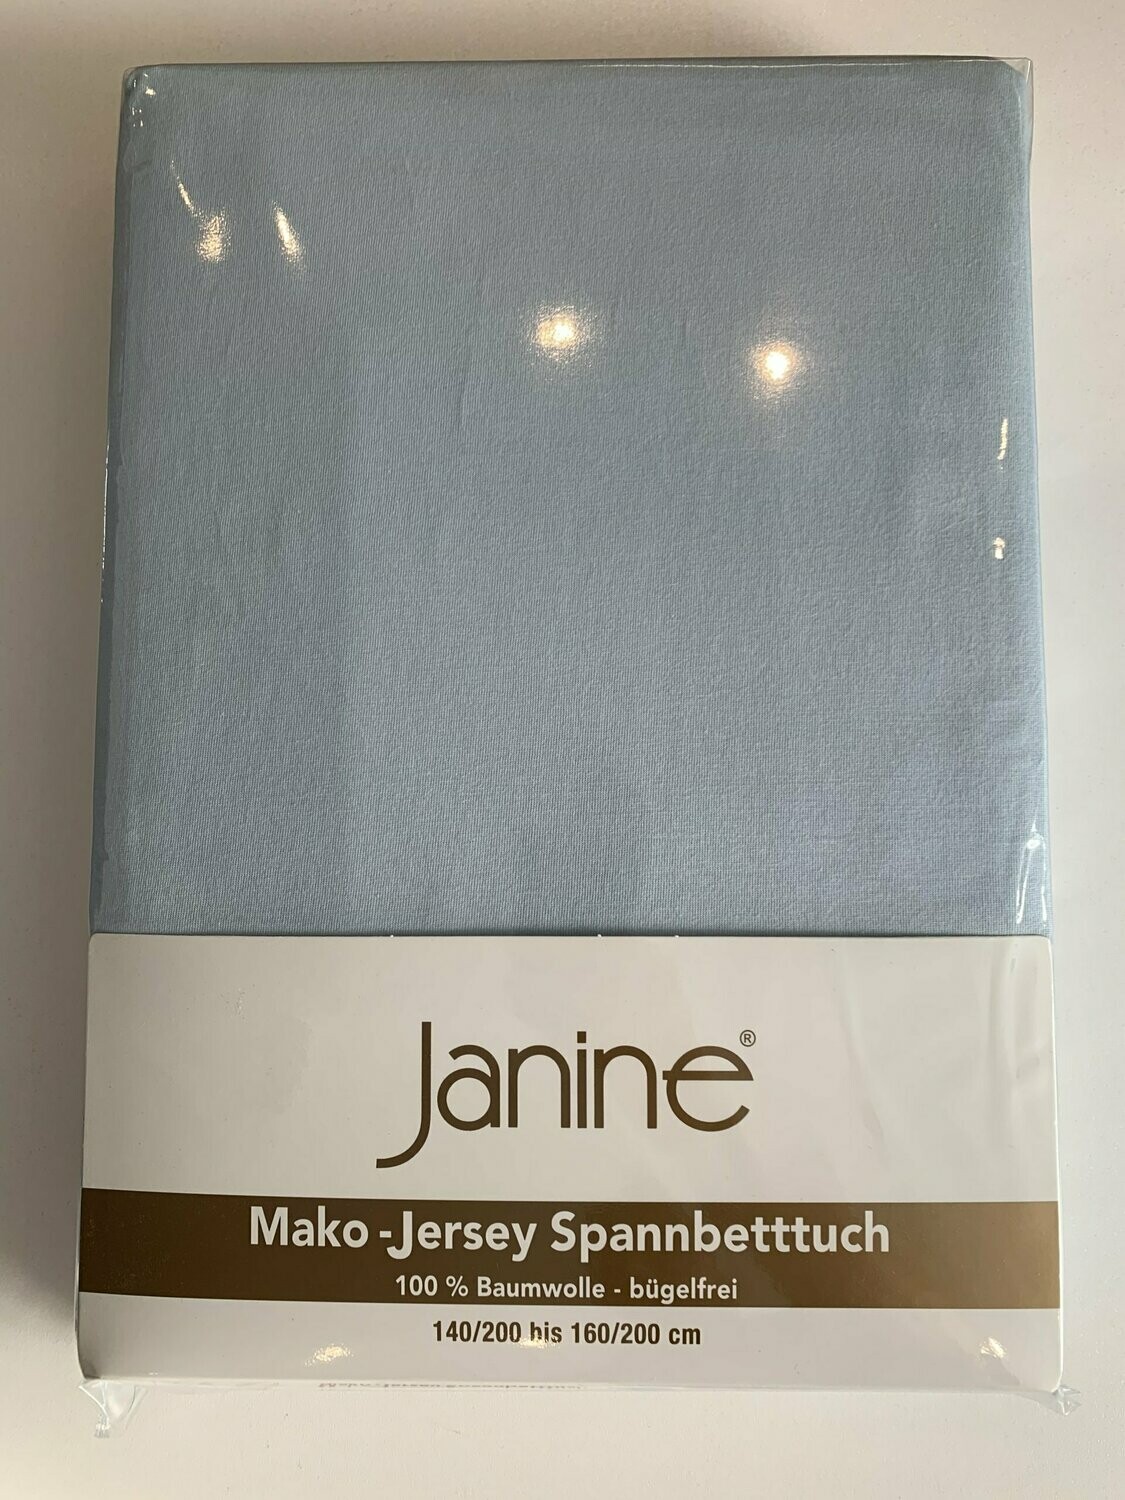 Janine®
Mako-Jersey Spannbetttuch
100 % Baumwolle - bügelfrei
140/200 bis 160/200 cm